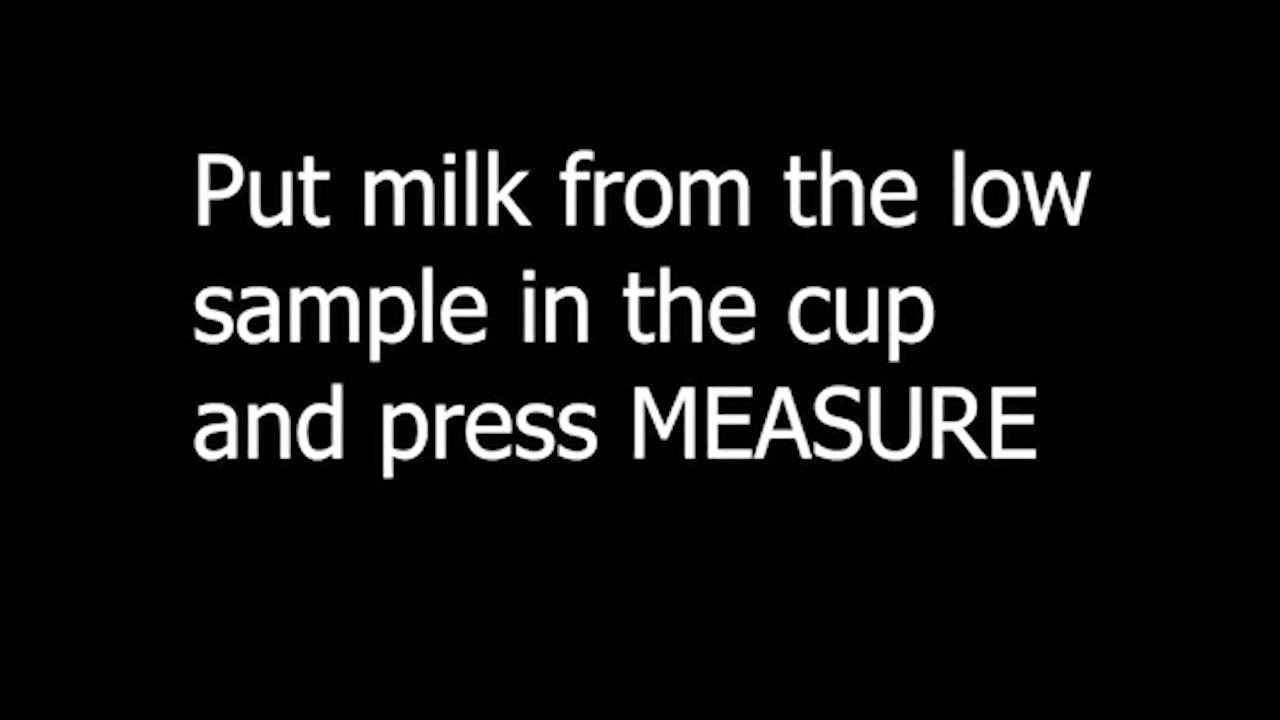 Put milk from the low
sample in the cup
and press MEASURE